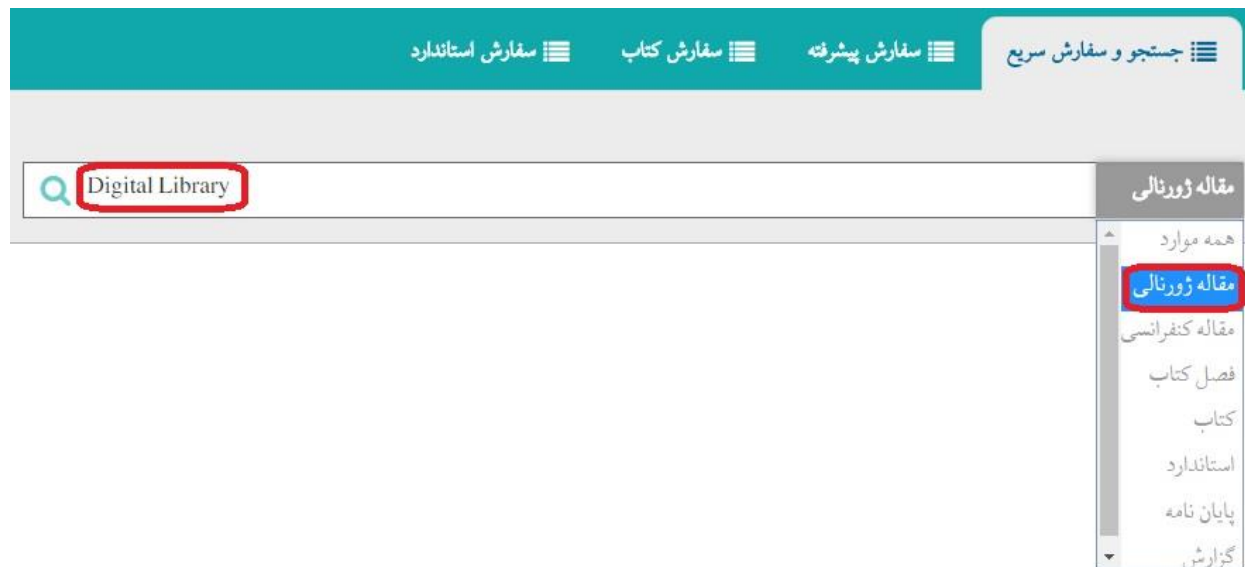 جستجو و سفارش سریع سفارش پیشرفته سفارش کتاب سفارش استاندارد
مقاله ژورنالی Digital Library
همه موارد
مقاله ژورنالی
مقاله کنفرانسی
فصل کتاب
کتاب
استاندارد
پایان نامه
گزارش